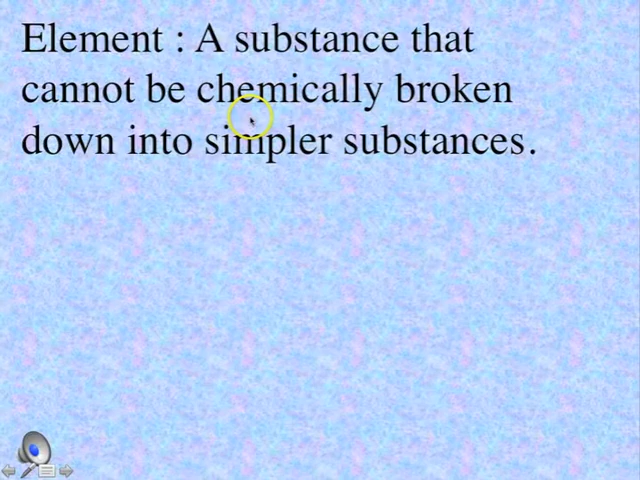 Element : A substance that
cannot be chemically broken
down into simpler substances.